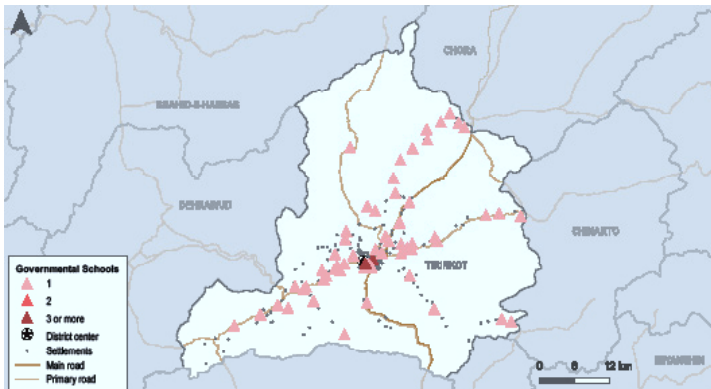 CHORA
SHAHID-E-HASSAS
DEHRAWUD
CHINARTO
TERINKOT
Governmental Schools
1
2
3 or more
District center
Settlements
Main road
Primary road
0 6 12 km